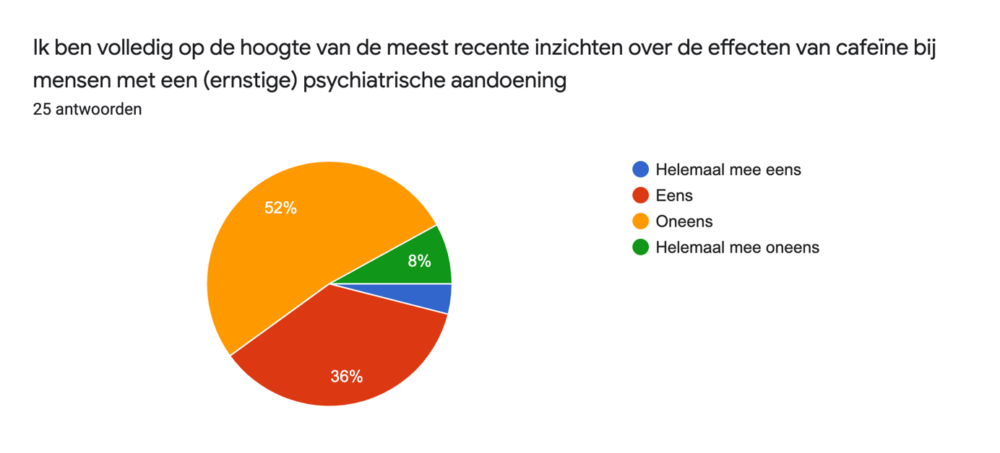 Ik ben volledig op de hoogte van de meest recente inzichten over de effecten van cafeïne bij
mensen met een (ernstige) psychiatrische aandoening
25 antwoorden
52%
8%
36%
Helemaal mee eens
Eens
Oneens
Helemaal mee oneens